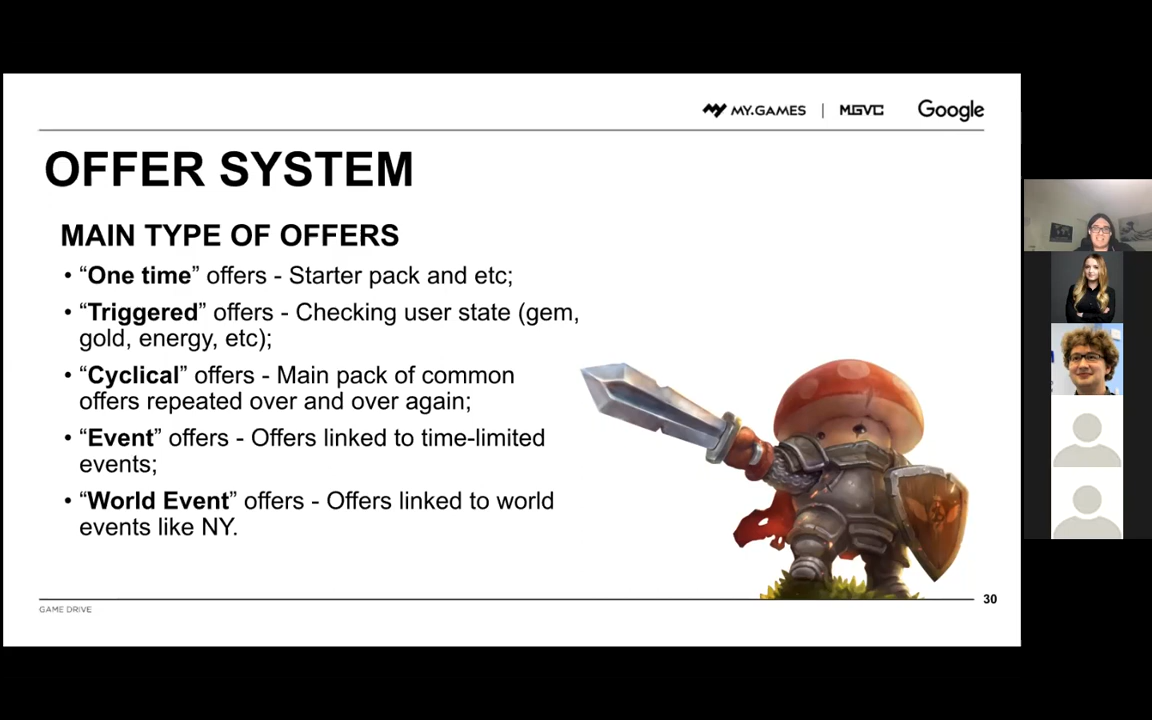 MY.GAMES | MGVC Google
OFFER SYSTEM
MAIN TYPE OF OFFERS
• “One time” offers - Starter pack and etc;
• “Triggered” offers - Checking user state (gem,
gold, energy, etc);
• “Cyclical” offers - Main pack of common
offers repeated over and over again;
• “Event” offers - Offers linked to time-limited
events;
• “World Event” offers - Offers linked to world
events like NY.
30
GAME DRIVE